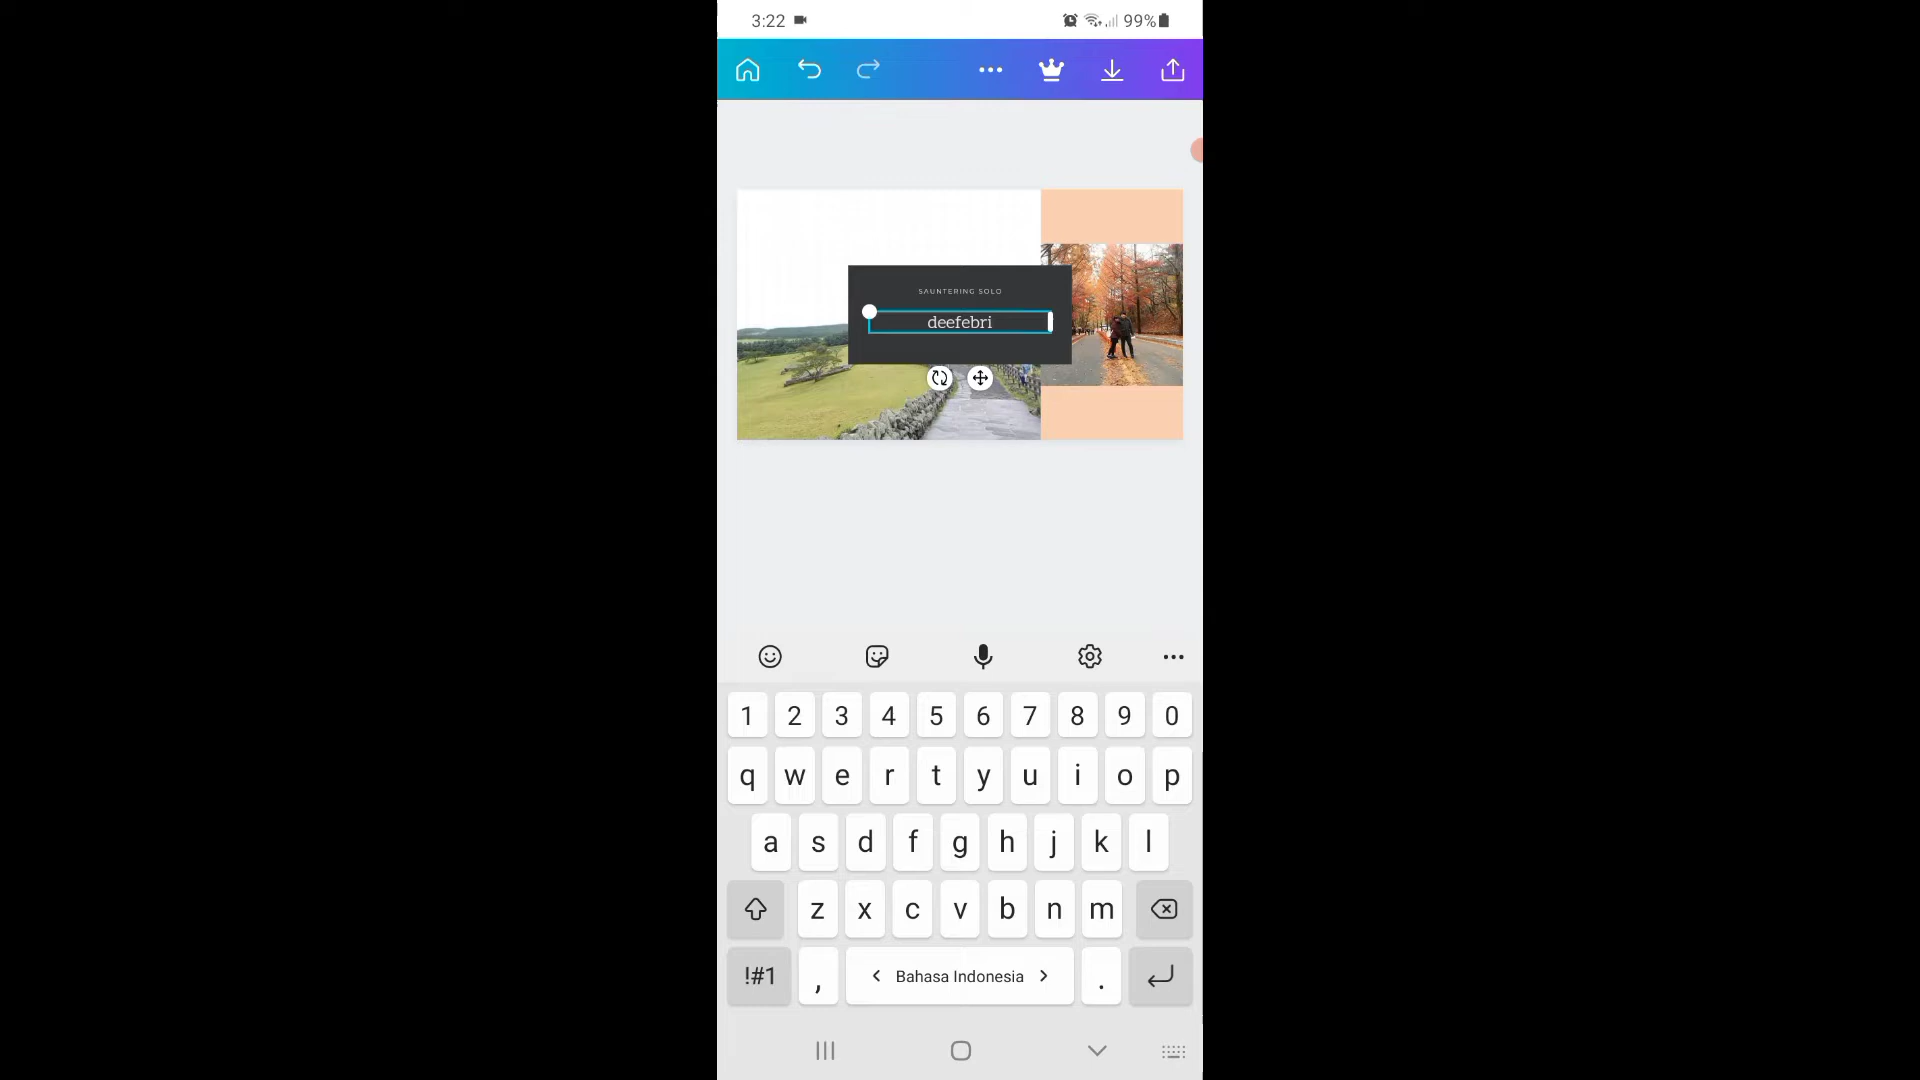 3:22 99%
SAUNTERING SOLO
deefebri
1 2 3 4 5 6 7 8 9 0
q w e r t y u i o p
a s d f g h j k l
z x c v b n m
!#1 , < Bahasa Indonesia > .